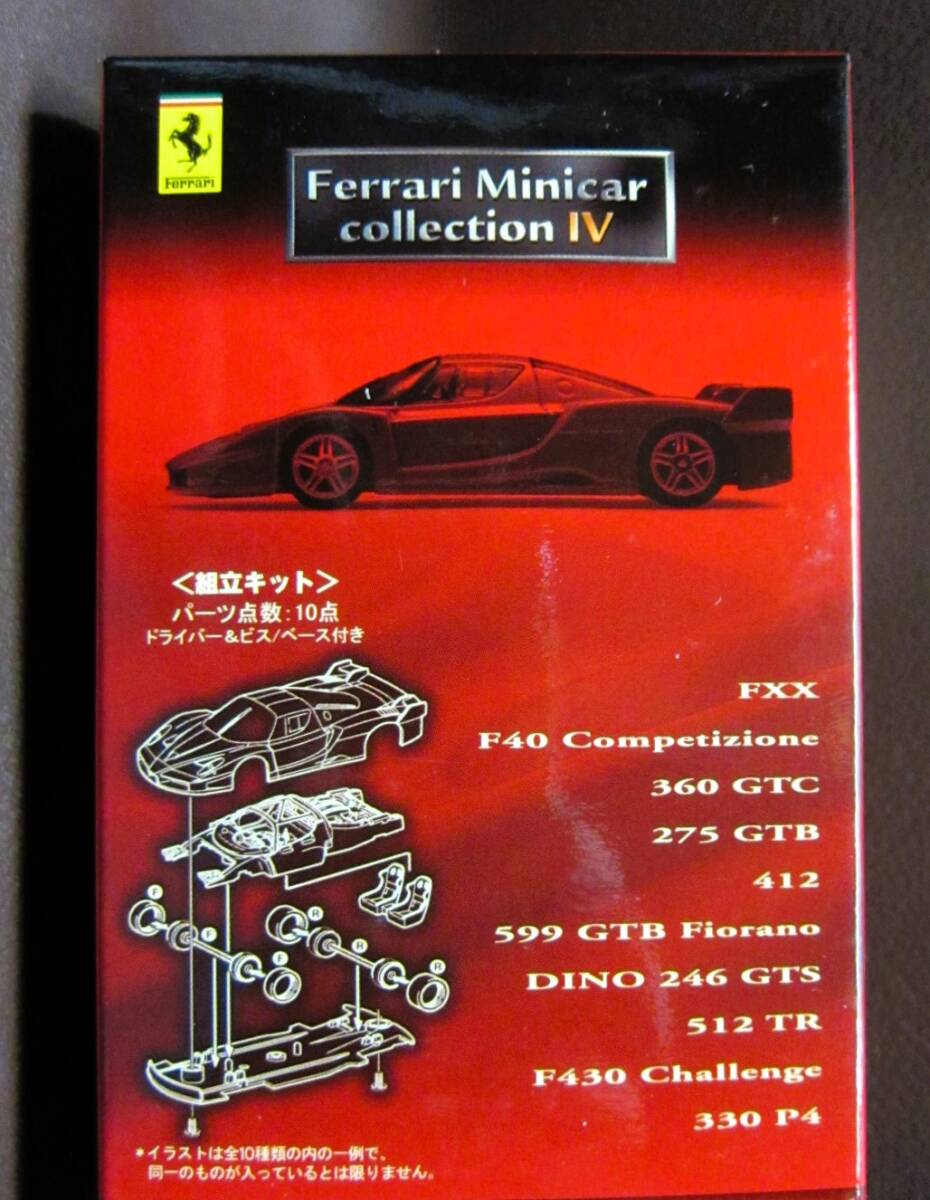 Ferrari
Ferrari Minicar
collection IV
<組立キット>
パーツ点数:10点
ドライバー&ビス/ベース付き
FXX
F40 Competizione
360 GTC
275 GTB
412
599 GTB Fiorano
DINO 246 GTS
512 TR
F430 Challenge
330 P4
F
F
F
R
R
R
*イラストは全10種類の内の一例で、
同一のものが入っているとは限りません。